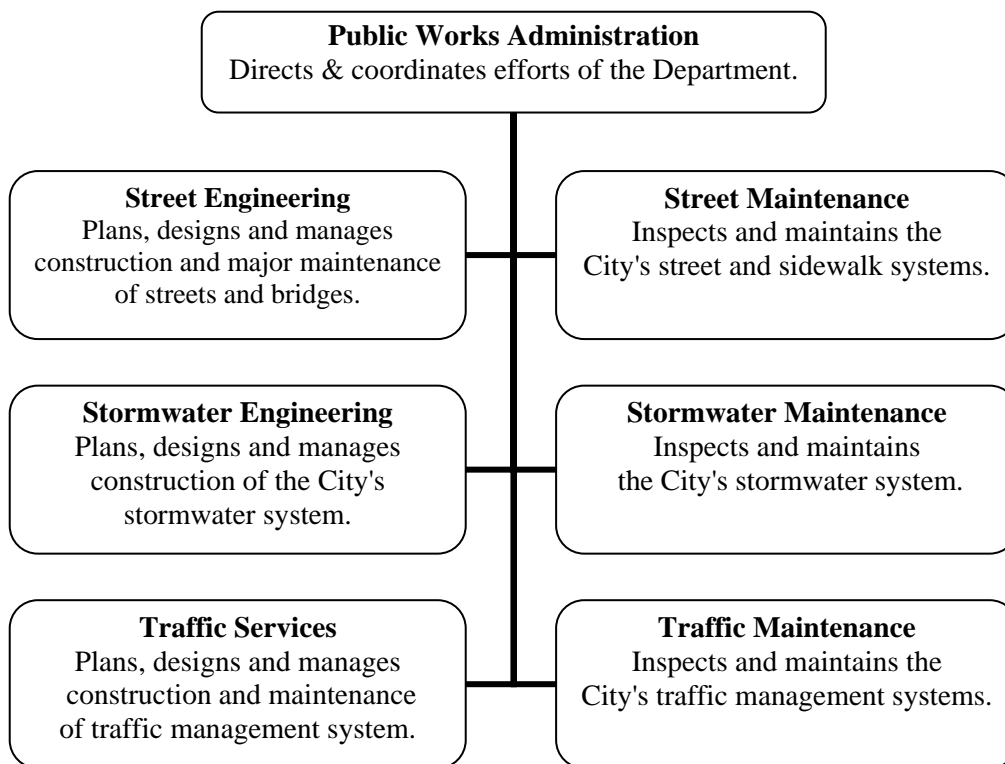 Public Works Administration
Directs & coordinates efforts of the Department.
Street Engineering
Plans, designs and manages
construction and major maintenance
of streets and bridges.
Street Maintenance
Inspects and maintains the
City's street and sidewalk systems.
Stormwater Engineering
Plans, designs and manages
construction of the City's
stormwater system.
Stormwater Maintenance
Inspects and maintains
the City's stormwater system.
Traffic Services
Plans, designs and manages
construction and maintenance
of traffic management system.
Traffic Maintenance
Inspects and maintains the
City's traffic management systems.